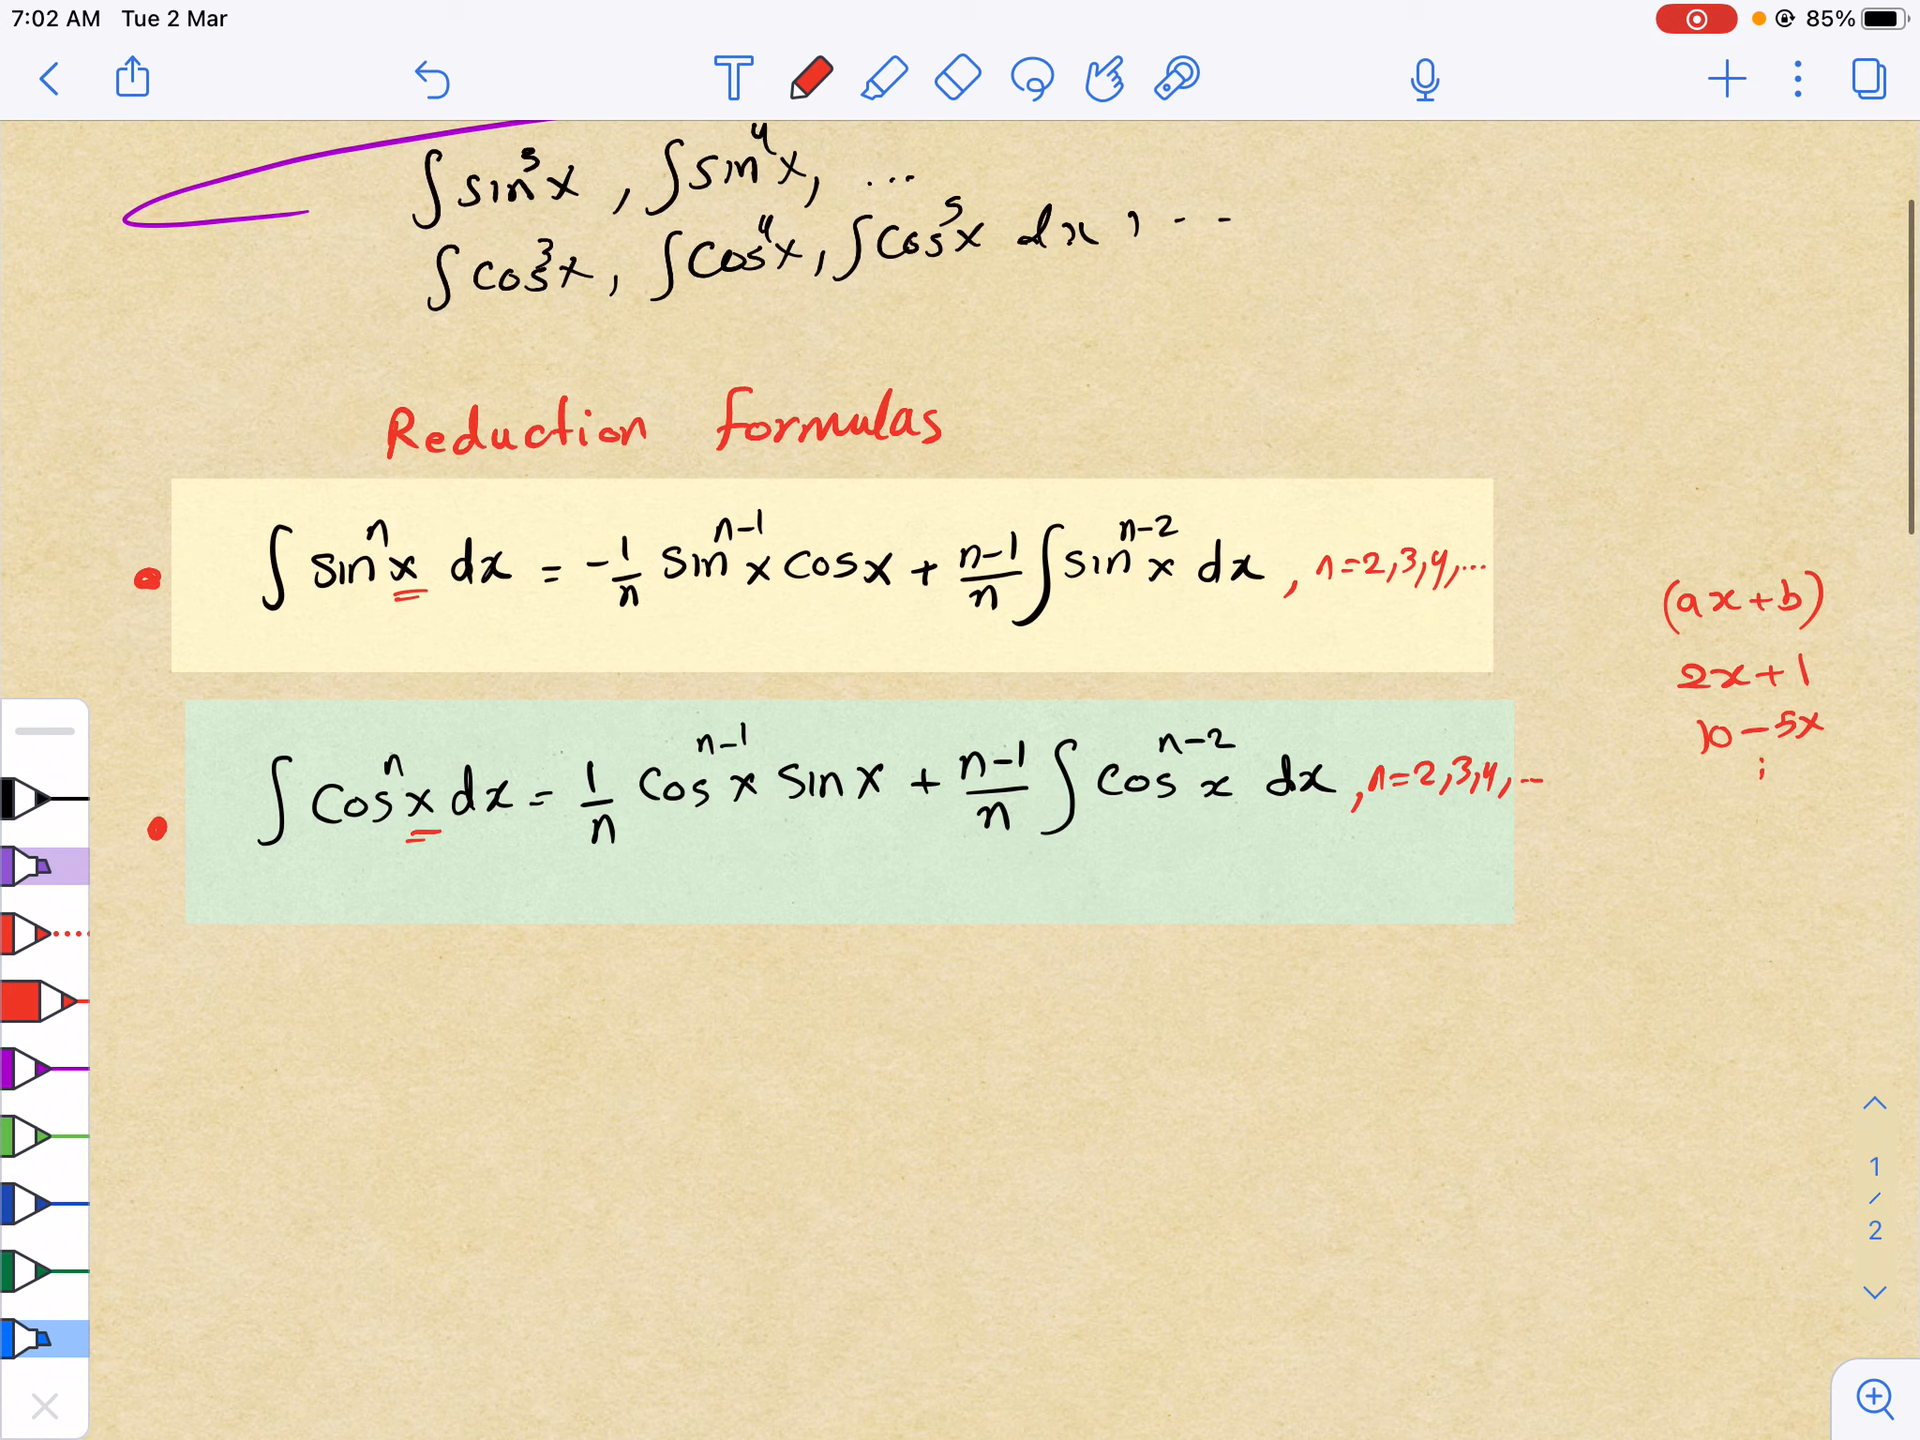 7:02 AM Tue 2 Mar 85%
∫ sin³x , ∫ sin⁴x, ...
∫ cos³x, ∫ cos⁴x, ∫ cos⁵x dx , ...
Reduction formulas
∫ sinⁿx dx = -1/n sinⁿ⁻¹x cosx + n-1/n ∫ sinⁿ⁻²x dx , n=2,3,4,...
∫ cosⁿx dx = 1/n cosⁿ⁻¹x sinx + n-1/n ∫ cosⁿ⁻²x dx , n=2,3,4,...
(ax+b)
2x+1
10-5x
1
/
2